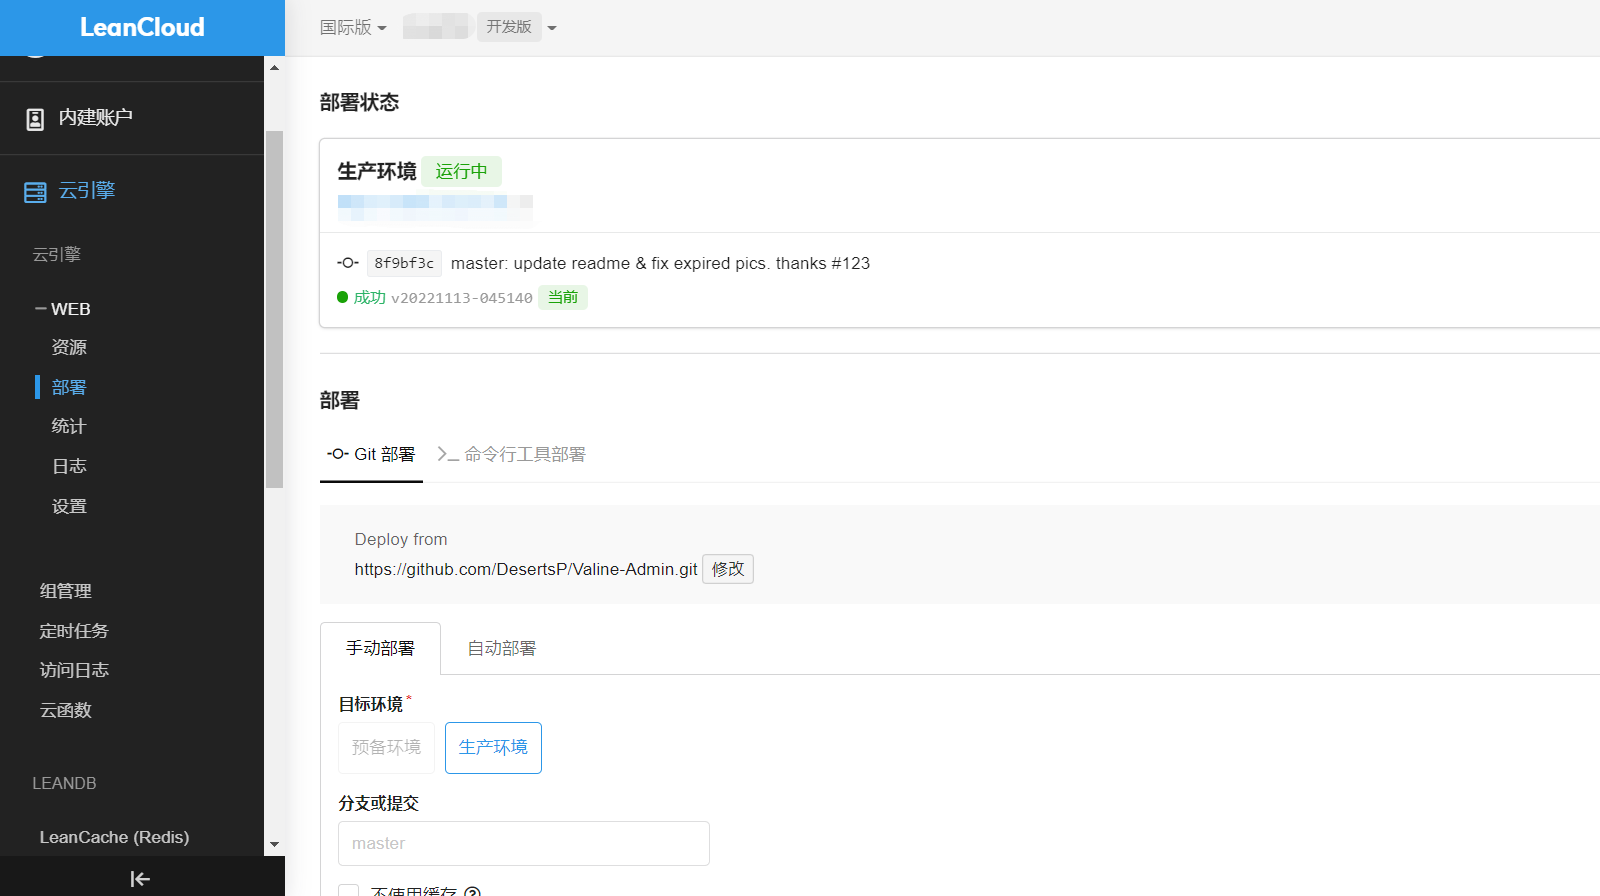 LeanCloud
国际版
开发版
内建账户
云引擎
云引擎
WEB
资源
部署
统计
日志
设置
组管理
定时任务
访问日志
云函数
LEANDB
LeanCache (Redis)
部署状态
生产环境 运行中
8f9bf3c master: update readme & fix expired pics. thanks #123
成功 v20221113-045140 当前
部署
Git 部署 命令行工具部署
Deploy from
https://github.com/DesertsP/Valine-Admin.git 修改
手动部署 自动部署
目标环境*
预备环境 生产环境
分支或提交
master
不使用缓存